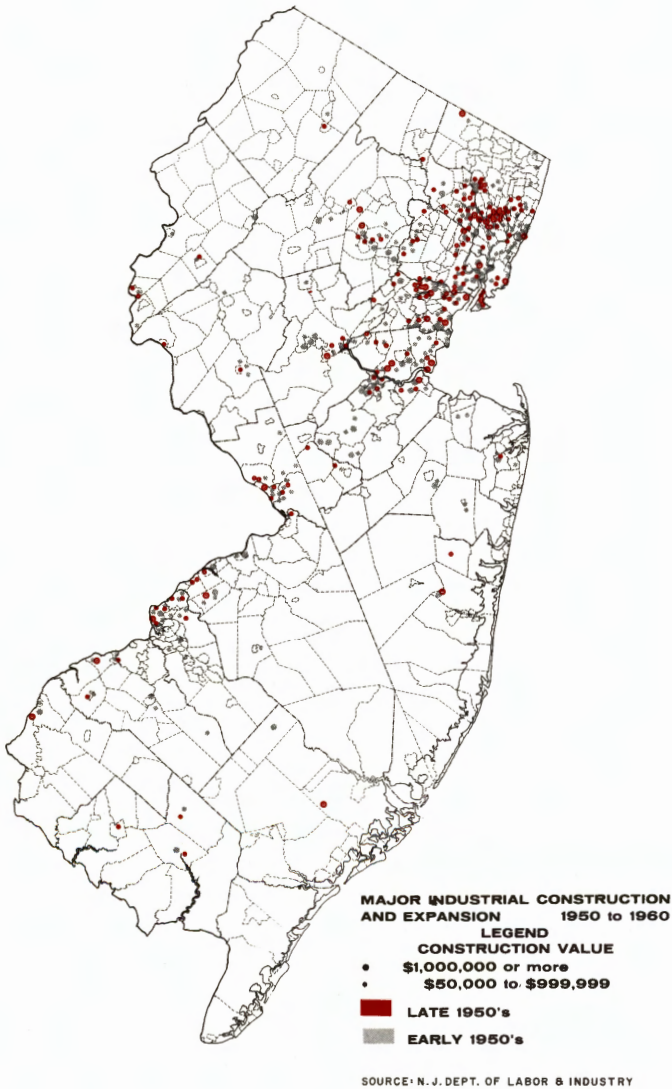 MAJOR INDUSTRIAL CONSTRUCTION
AND EXPANSION 1950 to 1960
LEGEND
CONSTRUCTION VALUE
$1,000,000 or more
$50,000 to $999,999
LATE 1950's
EARLY 1950's
SOURCE: N.J. DEPT. OF LABOR & INDUSTRY